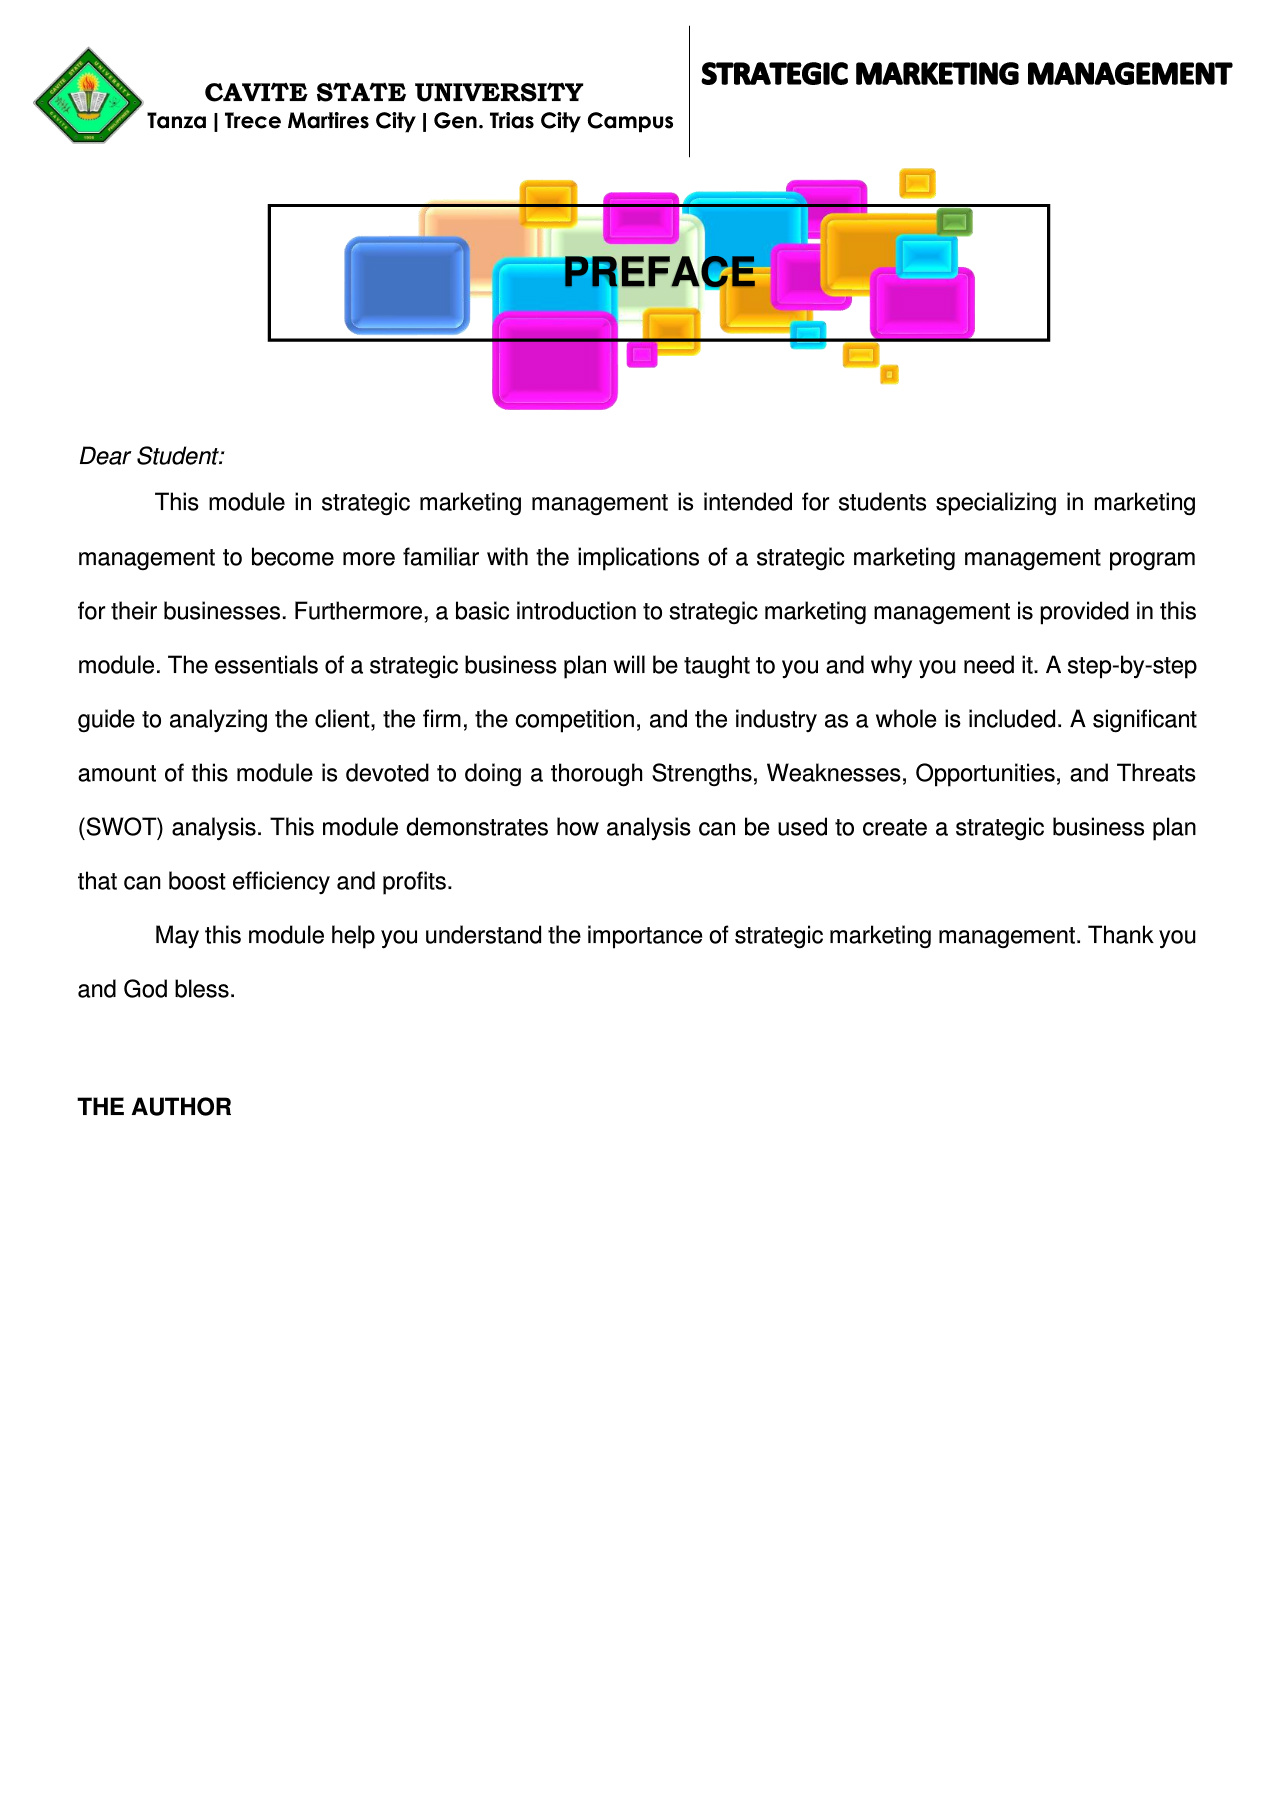 CAVITE STATE UNIVERSITY
Tanza | Trece Martires City | Gen. Trias City Campus
STRATEGIC MARKETING MANAGEMENT
CAVITE STATE UNIVERSITY
CAVITE PHILIPPINES
1906
PREFACE
Dear Student:
This module in strategic marketing management is intended for students specializing in marketing
management to become more familiar with the implications of a strategic marketing management program
for their businesses. Furthermore, a basic introduction to strategic marketing management is provided in this
module. The essentials of a strategic business plan will be taught to you and why you need it. A step-by-step
guide to analyzing the client, the firm, the competition, and the industry as a whole is included. A significant
amount of this module is devoted to doing a thorough Strengths, Weaknesses, Opportunities, and Threats
(SWOT) analysis. This module demonstrates how analysis can be used to create a strategic business plan
that can boost efficiency and profits.
May this module help you understand the importance of strategic marketing management. Thank you
and God bless.
THE AUTHOR